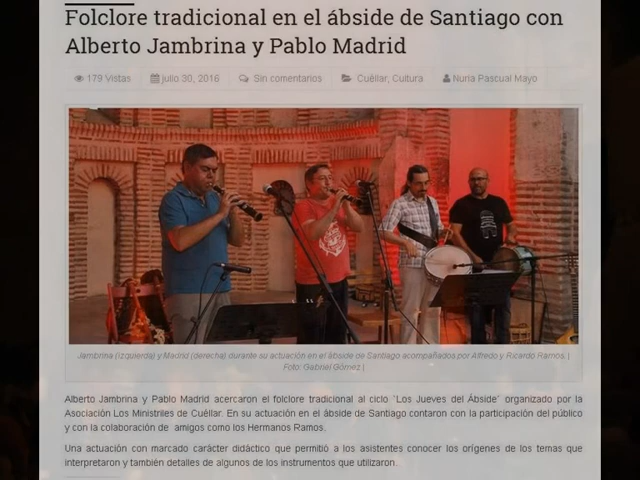 Folclore tradicional en el ábside de Santiago con
Alberto Jambrina y Pablo Madrid
179 Vistas julio 30, 2016 Sin comentarios Cuéllar, Cultura Nuria Pascual Mayo
Jambrina (izquierda) y Madrid (derecha) durante su actuación en el ábside de Santiago acompañados por Alfredo y Ricardo Ramos. |
Foto: Gabriel Gómez |
Alberto Jambrina y Pablo Madrid acercaron el folclore tradicional al ciclo ¨Los Jueves del Ábside¨ organizado por la
Asociación Los Ministriles de Cuéllar. En su actuación en el ábside de Santiago contaron con la participación del público
y con la colaboración de amigos como los Hermanos Ramos.
Una actuación con marcado carácter didáctico que permitió a los asistentes conocer los orígenes de los temas que
interpretaron y también detalles de algunos de los instrumentos que utilizaron.